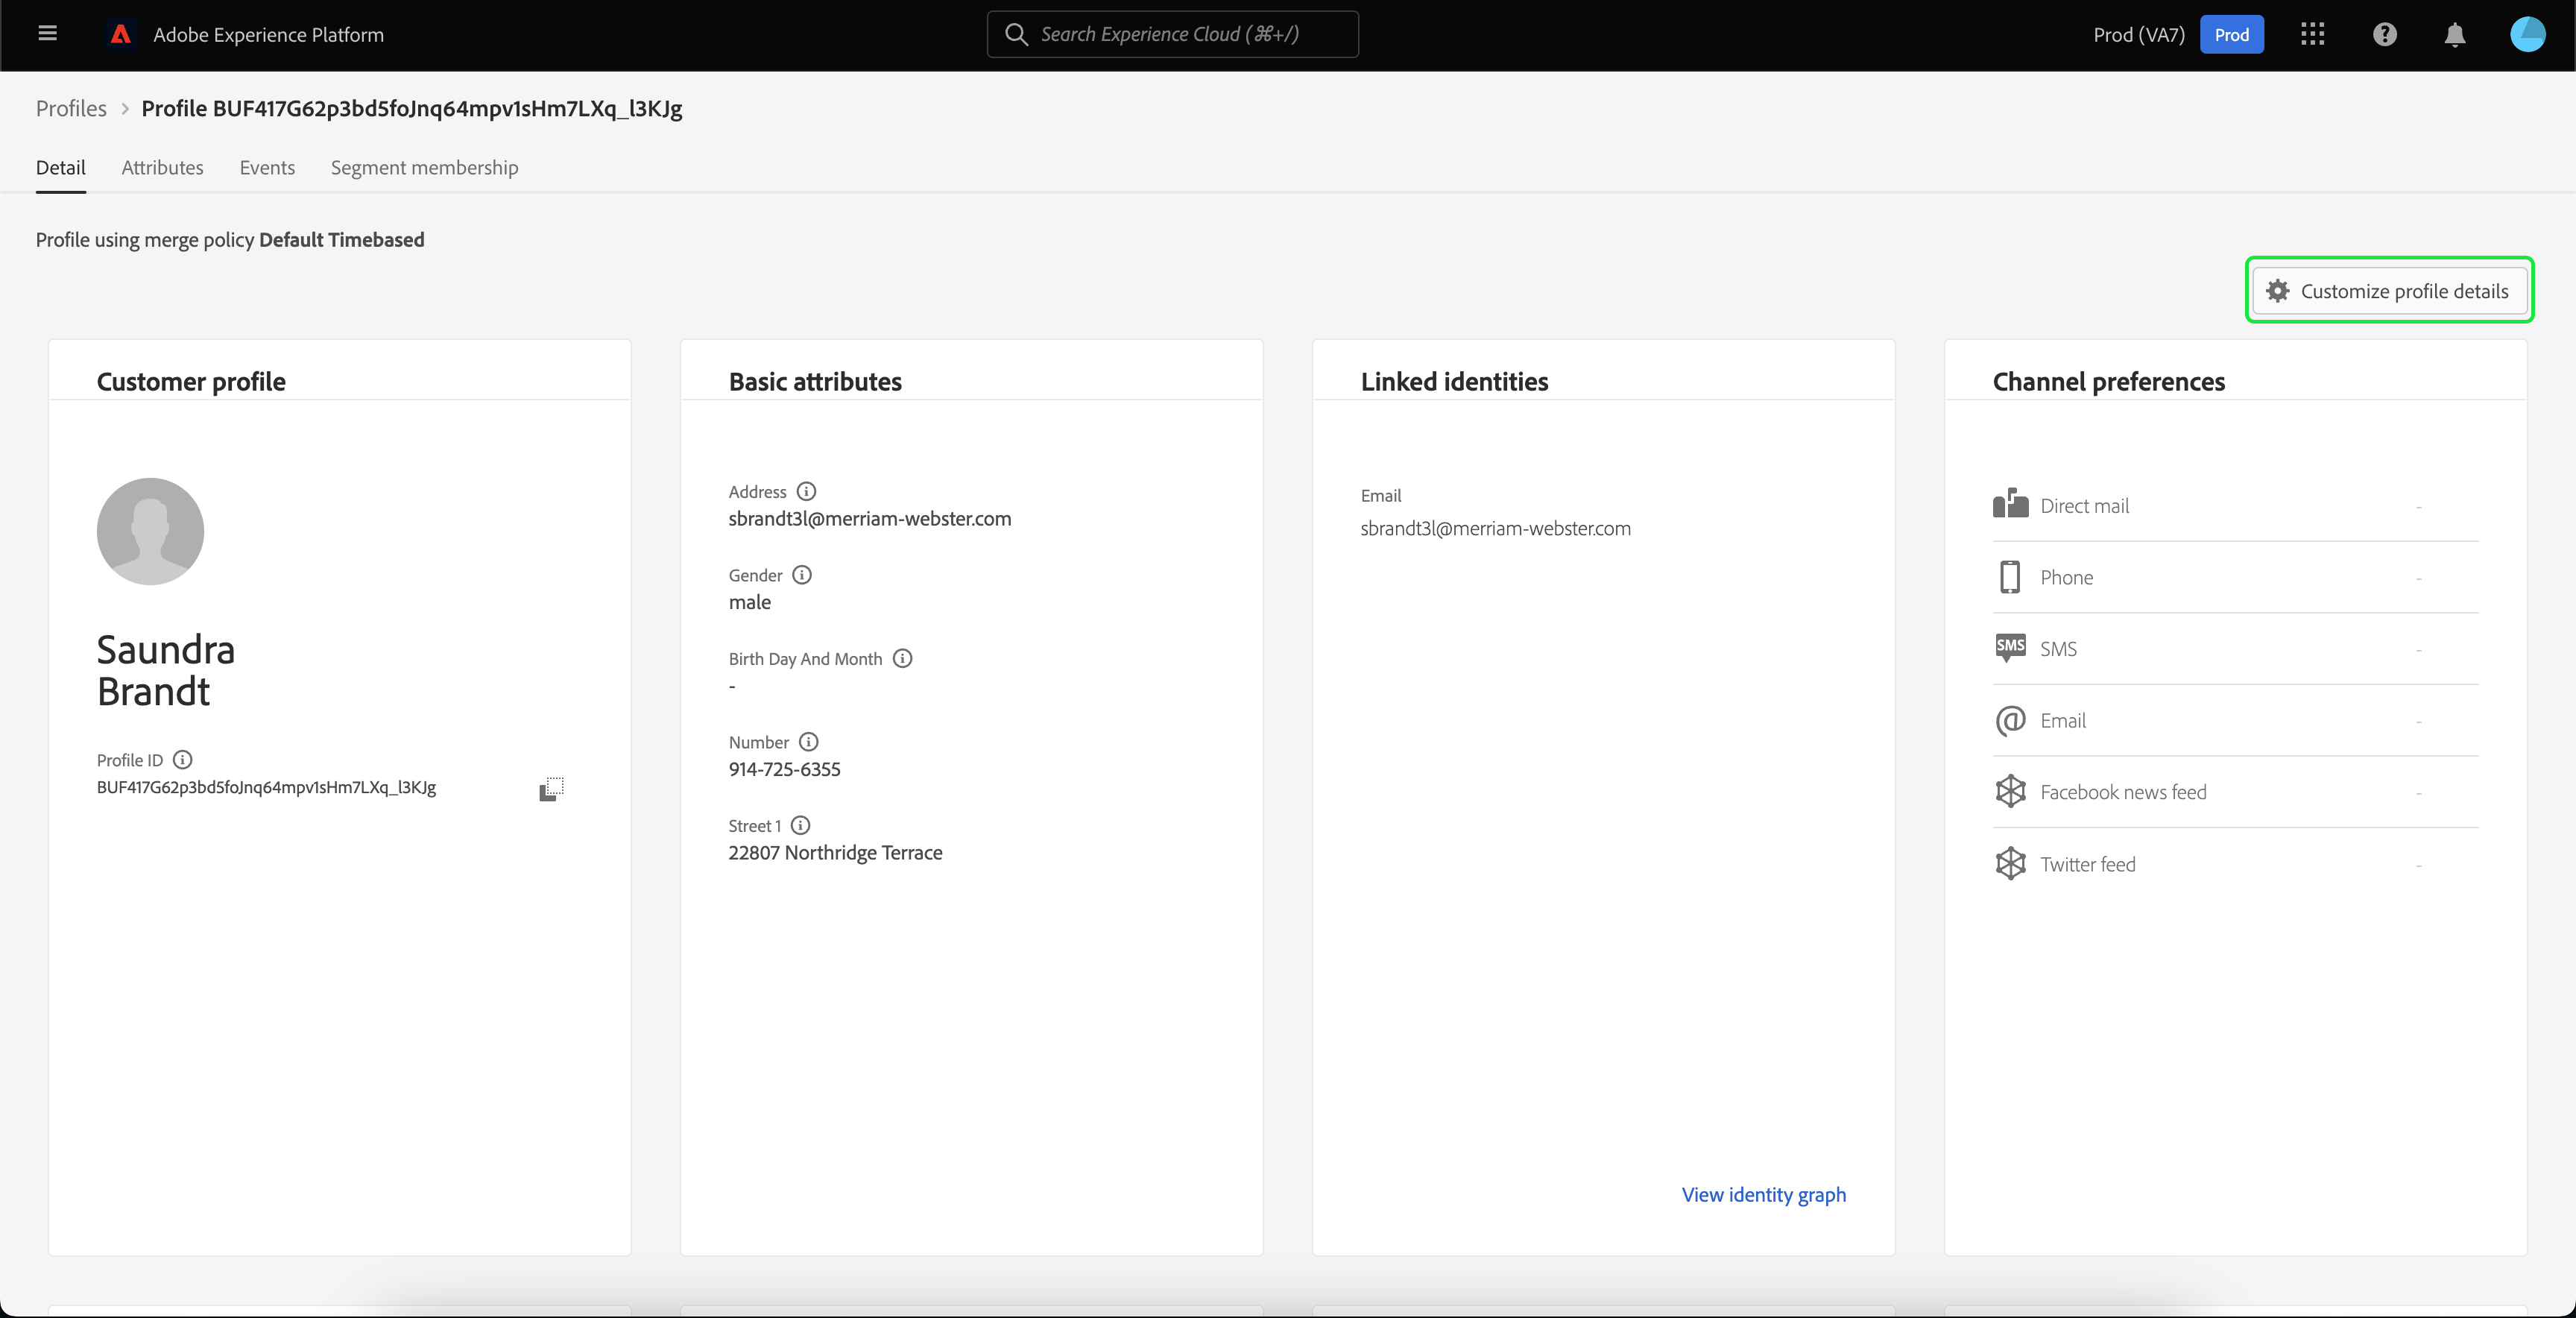 Adobe Experience Platform
Search Experience Cloud (⌘+/)
Prod (VA7)
Prod
Profiles > Profile BUF417G62p3bd5foJnq64mpv1sHm7LXq_l3KJg
Detail Attributes Events Segment membership
Profile using merge policy Default Timebased
Customize profile details
Customer profile
Saundra
Brandt
Profile ID
BUF417G62p3bd5foJnq64mpv1sHm7LXq_l3KJg
Basic attributes
Address
sbrandt3l@merriam-webster.com
Gender
male
Birth Day And Month
-
Number
914-725-6355
Street 1
22807 Northridge Terrace
Linked identities
Email
sbrandt3l@merriam-webster.com
View identity graph
Channel preferences
Direct mail -
Phone -
SMS SMS -
Email -
Facebook news feed -
Twitter feed -